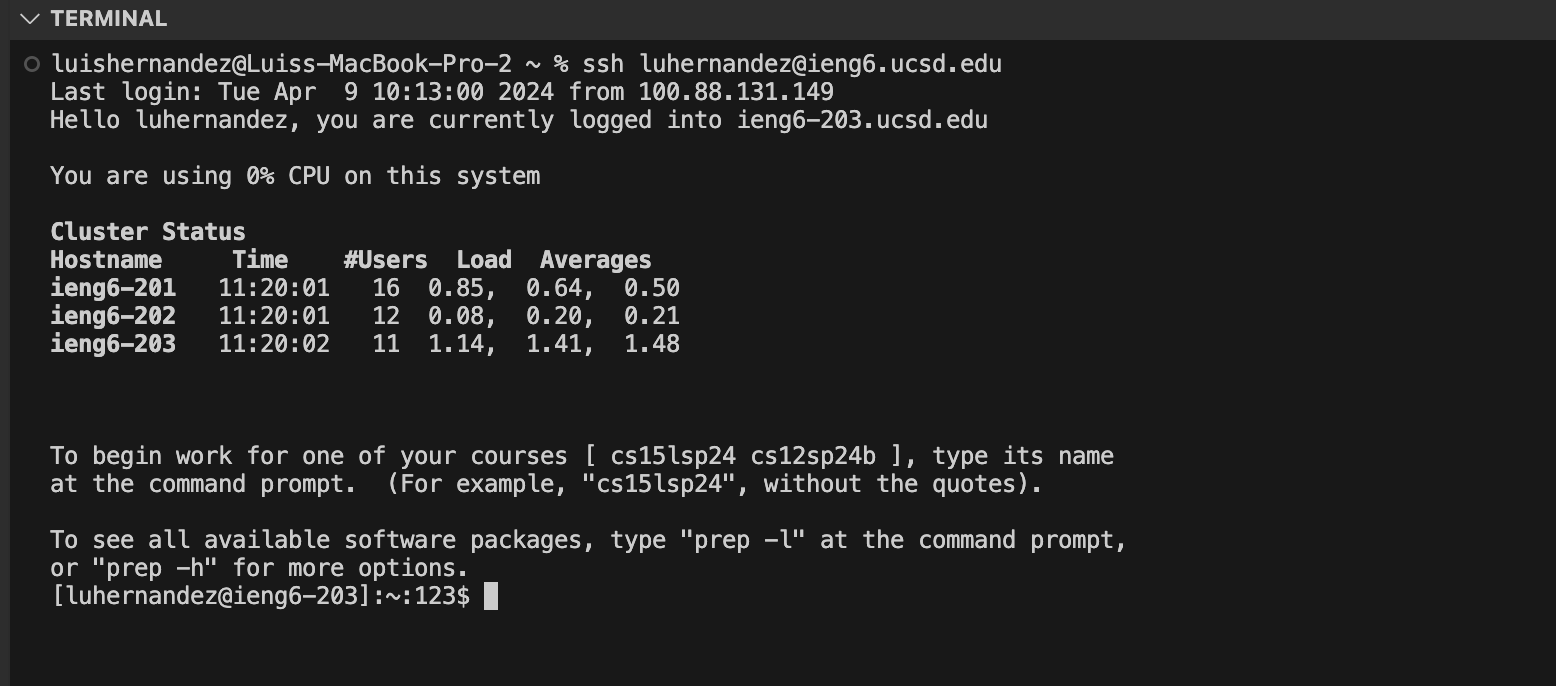 TERMINAL
luishernandez@Luiss-MacBook-Pro-2 ~ % ssh luhernandez@ieng6.ucsd.edu
Last login: Tue Apr  9 10:13:00 2024 from 100.88.131.149
Hello luhernandez, you are currently logged into ieng6-203.ucsd.edu
You are using 0% CPU on this system
Cluster Status
Hostname     Time    #Users  Load  Averages
ieng6-201   11:20:01   16  0.85,  0.64,  0.50
ieng6-202   11:20:01   12  0.08,  0.20,  0.21
ieng6-203   11:20:02   11  1.14,  1.41,  1.48
To begin work for one of your courses [ cs15lsp24 cs12sp24b ], type its name
at the command prompt.  (For example, "cs15lsp24", without the quotes).
To see all available software packages, type "prep -l" at the command prompt,
or "prep -h" for more options.
[luhernandez@ieng6-203]:~:123$